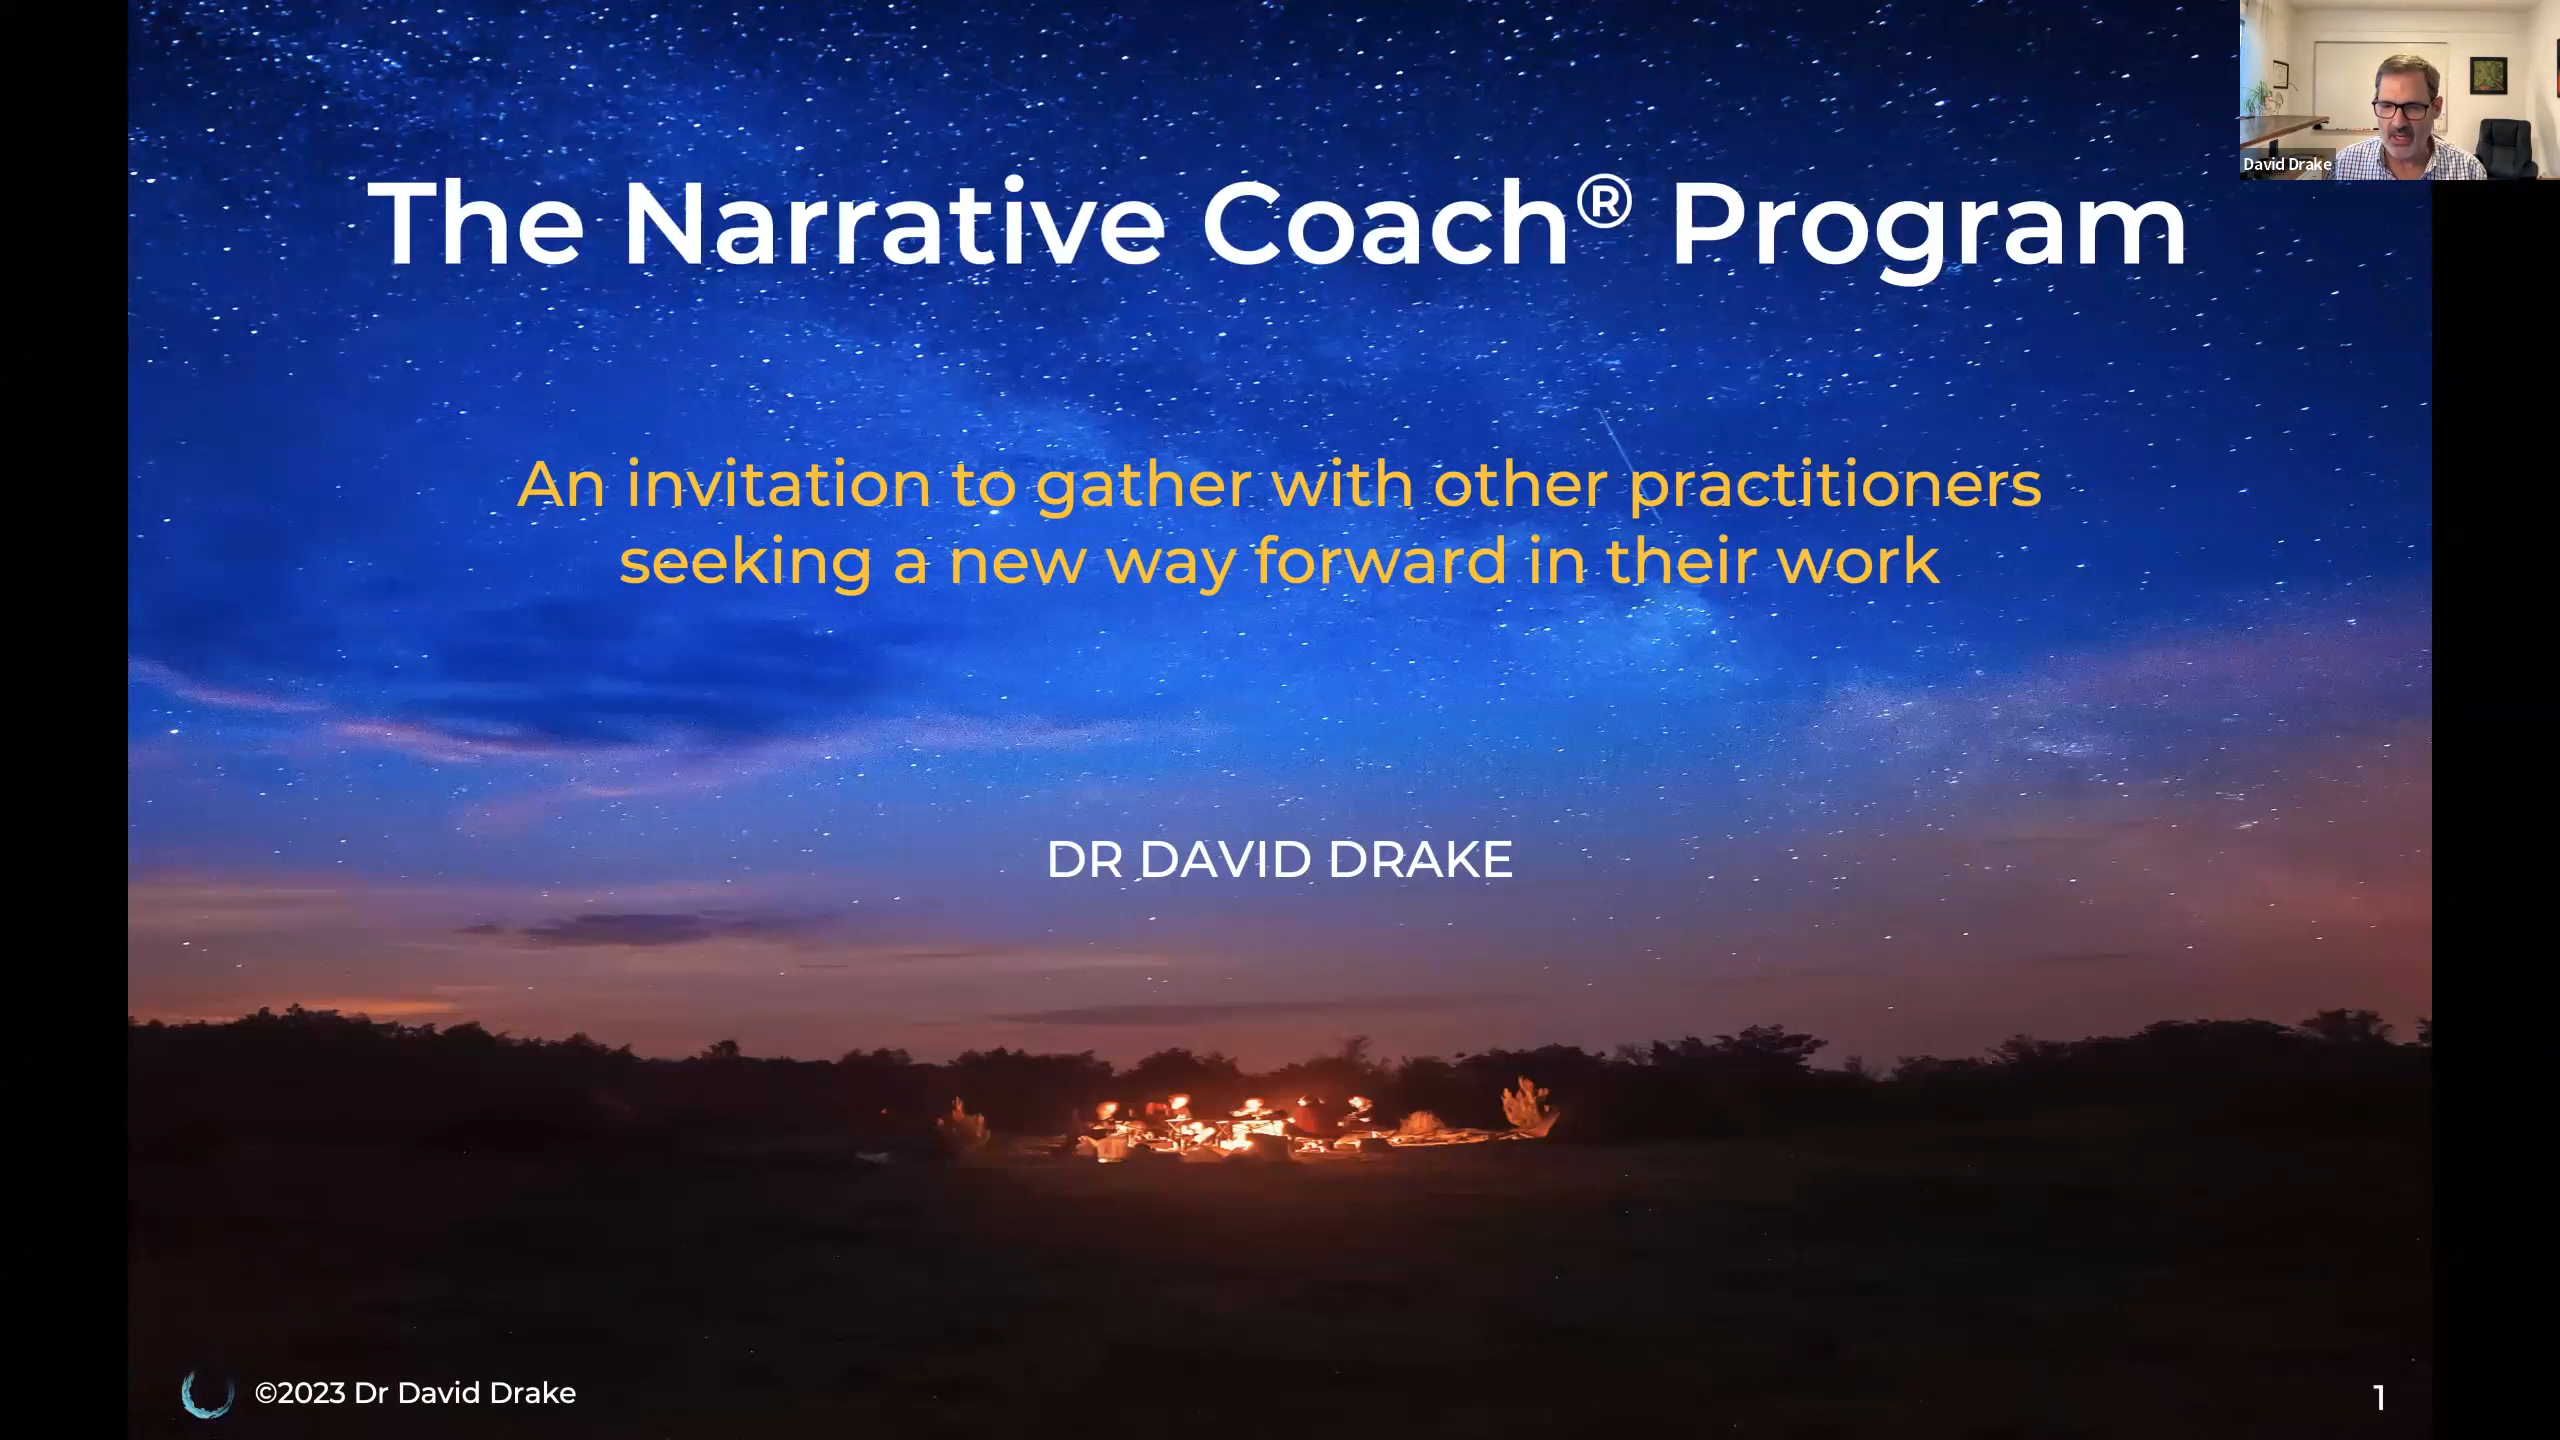 David Drake
The Narrative Coach® Program
An invitation to gather with other practitioners
seeking a new way forward in their work
DR DAVID DRAKE
©2023 Dr David Drake
1